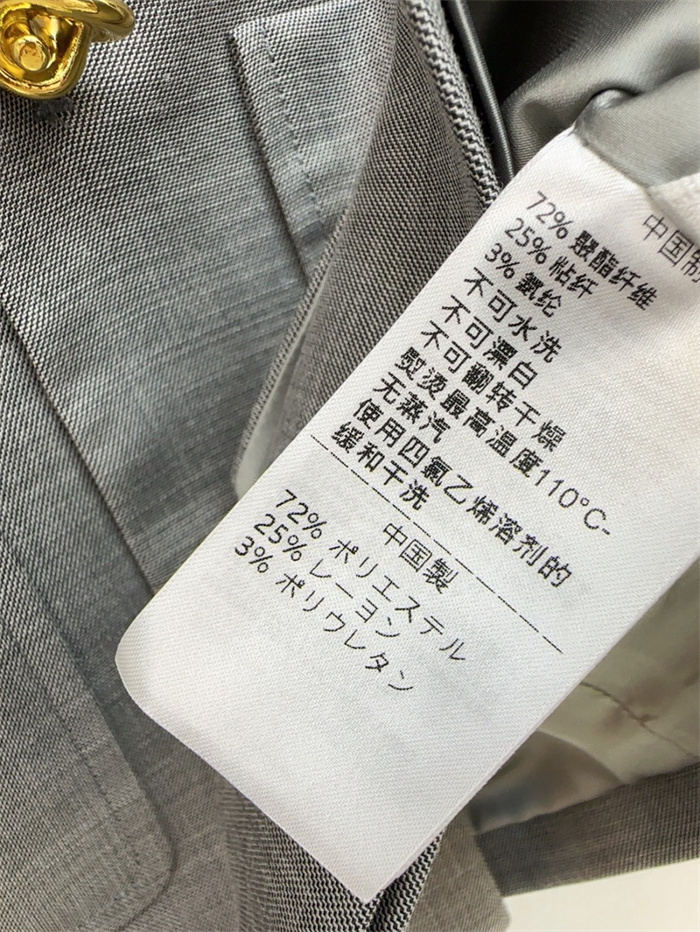 中国制
72% 聚酯纤维
25% 粘纤
3% 氨纶
不可水洗
不可漂白
不可翻转干燥
熨烫最高温度110°C-
无蒸汽
使用四氯乙烯溶剂的
缓和干洗
中国製
72% ポリエステル
25% レーヨン
3% ポリウレタン